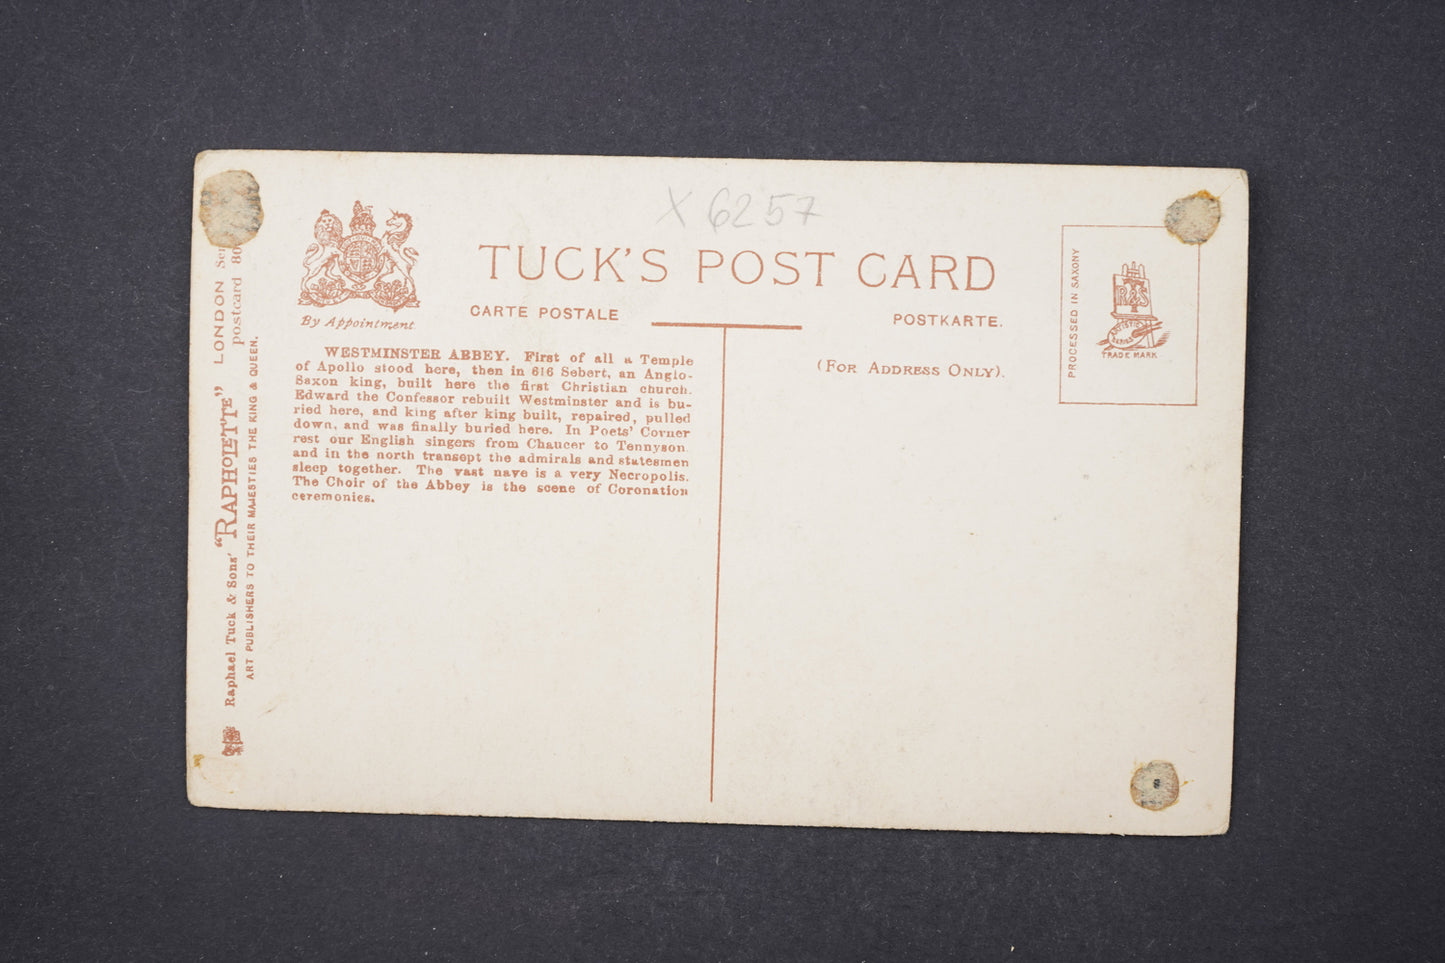 X 6257
TUCK'S POST CARD
By Appointment
CARTE POSTALE
POSTKARTE.
(FOR ADDRESS ONLY).
WESTMINSTER ABBEY. First of all a Temple
of Apollo stood here, then in 616 Sebert, an Anglo-
Saxon king, built here the first Christian church.
Edward the Confessor rebuilt Westminster and is bu-
ried here, and king after king built, repaired, pulled
down, and was finally buried here. In Poets' Corner
rest our English singers from Chaucer to Tennyson
and in the north transept the admirals and statesmen
sleep together. The vast nave is a very Necropolis.
The Choir of the Abbey is the scene of Coronation
ceremonies.
PROCESSED IN SAXONY
R T & S
ARTISTIC
SERIES
TRADE MARK
Raphael Tuck & Sons' "RAPHOLETTE" LONDON
postcard
ART PUBLISHERS TO THEIR MAJESTIES THE KING & QUEEN.